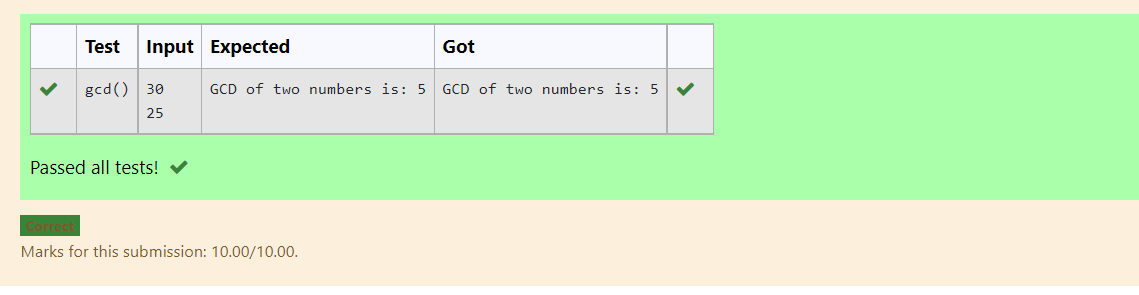 Test Input Expected Got
gcd() 30 GCD of two numbers is: 5 GCD of two numbers is: 5
25
Passed all tests!
Correct
Marks for this submission: 10.00/10.00.